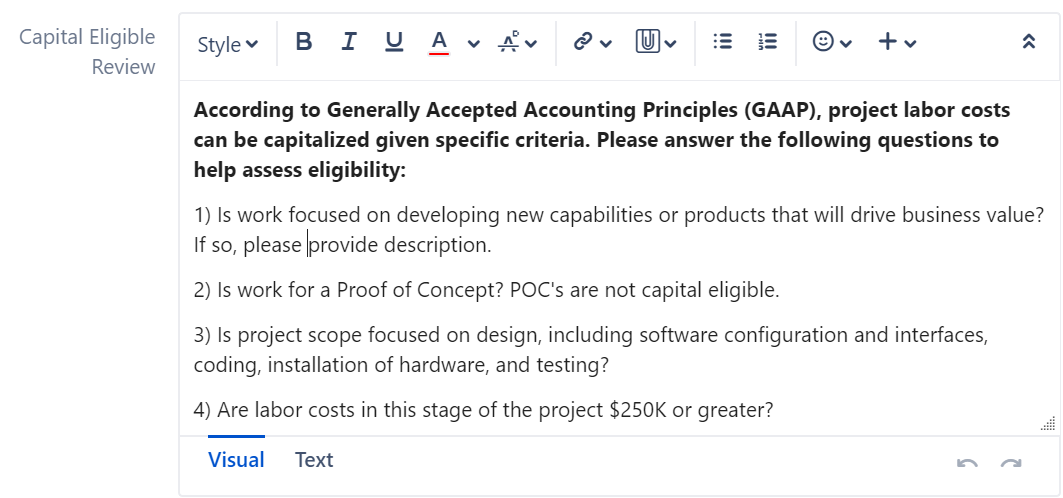 Capital Eligible
Review
Style
B I U A
According to Generally Accepted Accounting Principles (GAAP), project labor costs
can be capitalized given specific criteria. Please answer the following questions to
help assess eligibility:
1) Is work focused on developing new capabilities or products that will drive business value?
If so, please provide description.
2) Is work for a Proof of Concept? POC's are not capital eligible.
3) Is project scope focused on design, including software configuration and interfaces,
coding, installation of hardware, and testing?
4) Are labor costs in this stage of the project $250K or greater?
Visual Text